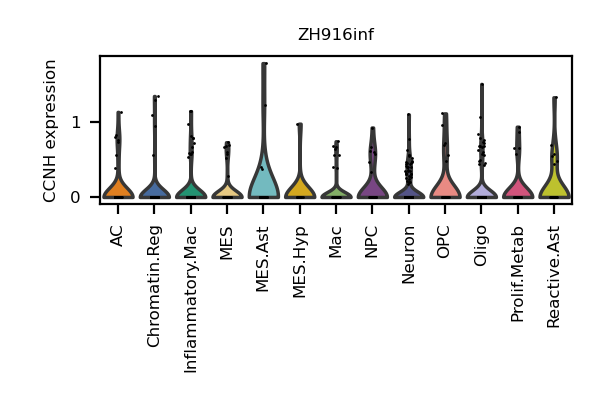 ZH916inf
CCNH expression
1
0
AC
Chromatin.Reg
Inflammatory.Mac
MES
MES.Ast
MES.Hyp
Mac
NPC
Neuron
OPC
Oligo
Prolif.Metab
Reactive.Ast